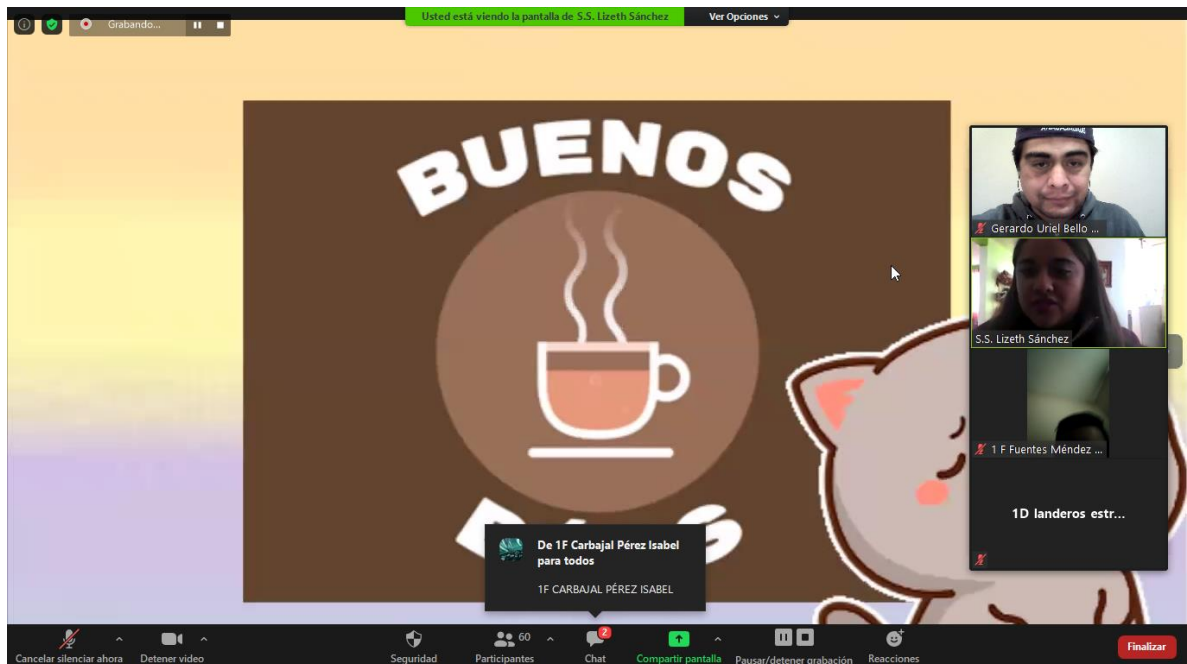 Usted está viendo la pantalla de S.S. Lizeth Sánchez
Ver Opciones
Grabando...
BUENOS
Gerardo Uriel Bello ...
S.S. Lizeth Sánchez
1 F Fuentes Méndez ...
1D landeros estr...
De 1F Carbajal Pérez Isabel
para todos
1F CARBAJAL PÉREZ ISABEL
Cancelar silenciar ahora
Detener video
Seguridad
60
Participantes
2
Chat
Compartir pantalla
Pausar/detener grabación
Reacciones
Finalizar